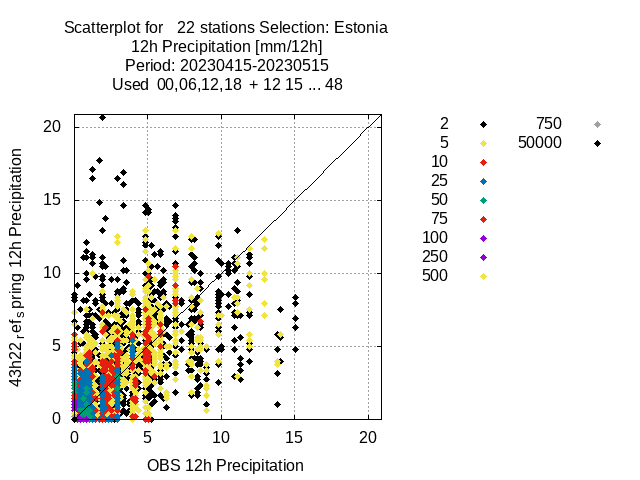 Scatterplot for 22 stations Selection: Estonia
12h Precipitation [mm/12h]
Period: 20230415-20230515
Used 00,06,12,18 + 12 15 ... 48
43h22_ref_spring 12h Precipitation
20
15
10
5
0
0 5 10 15 20
OBS 12h Precipitation
2 750
5 50000
10
25
50
75
100
250
500